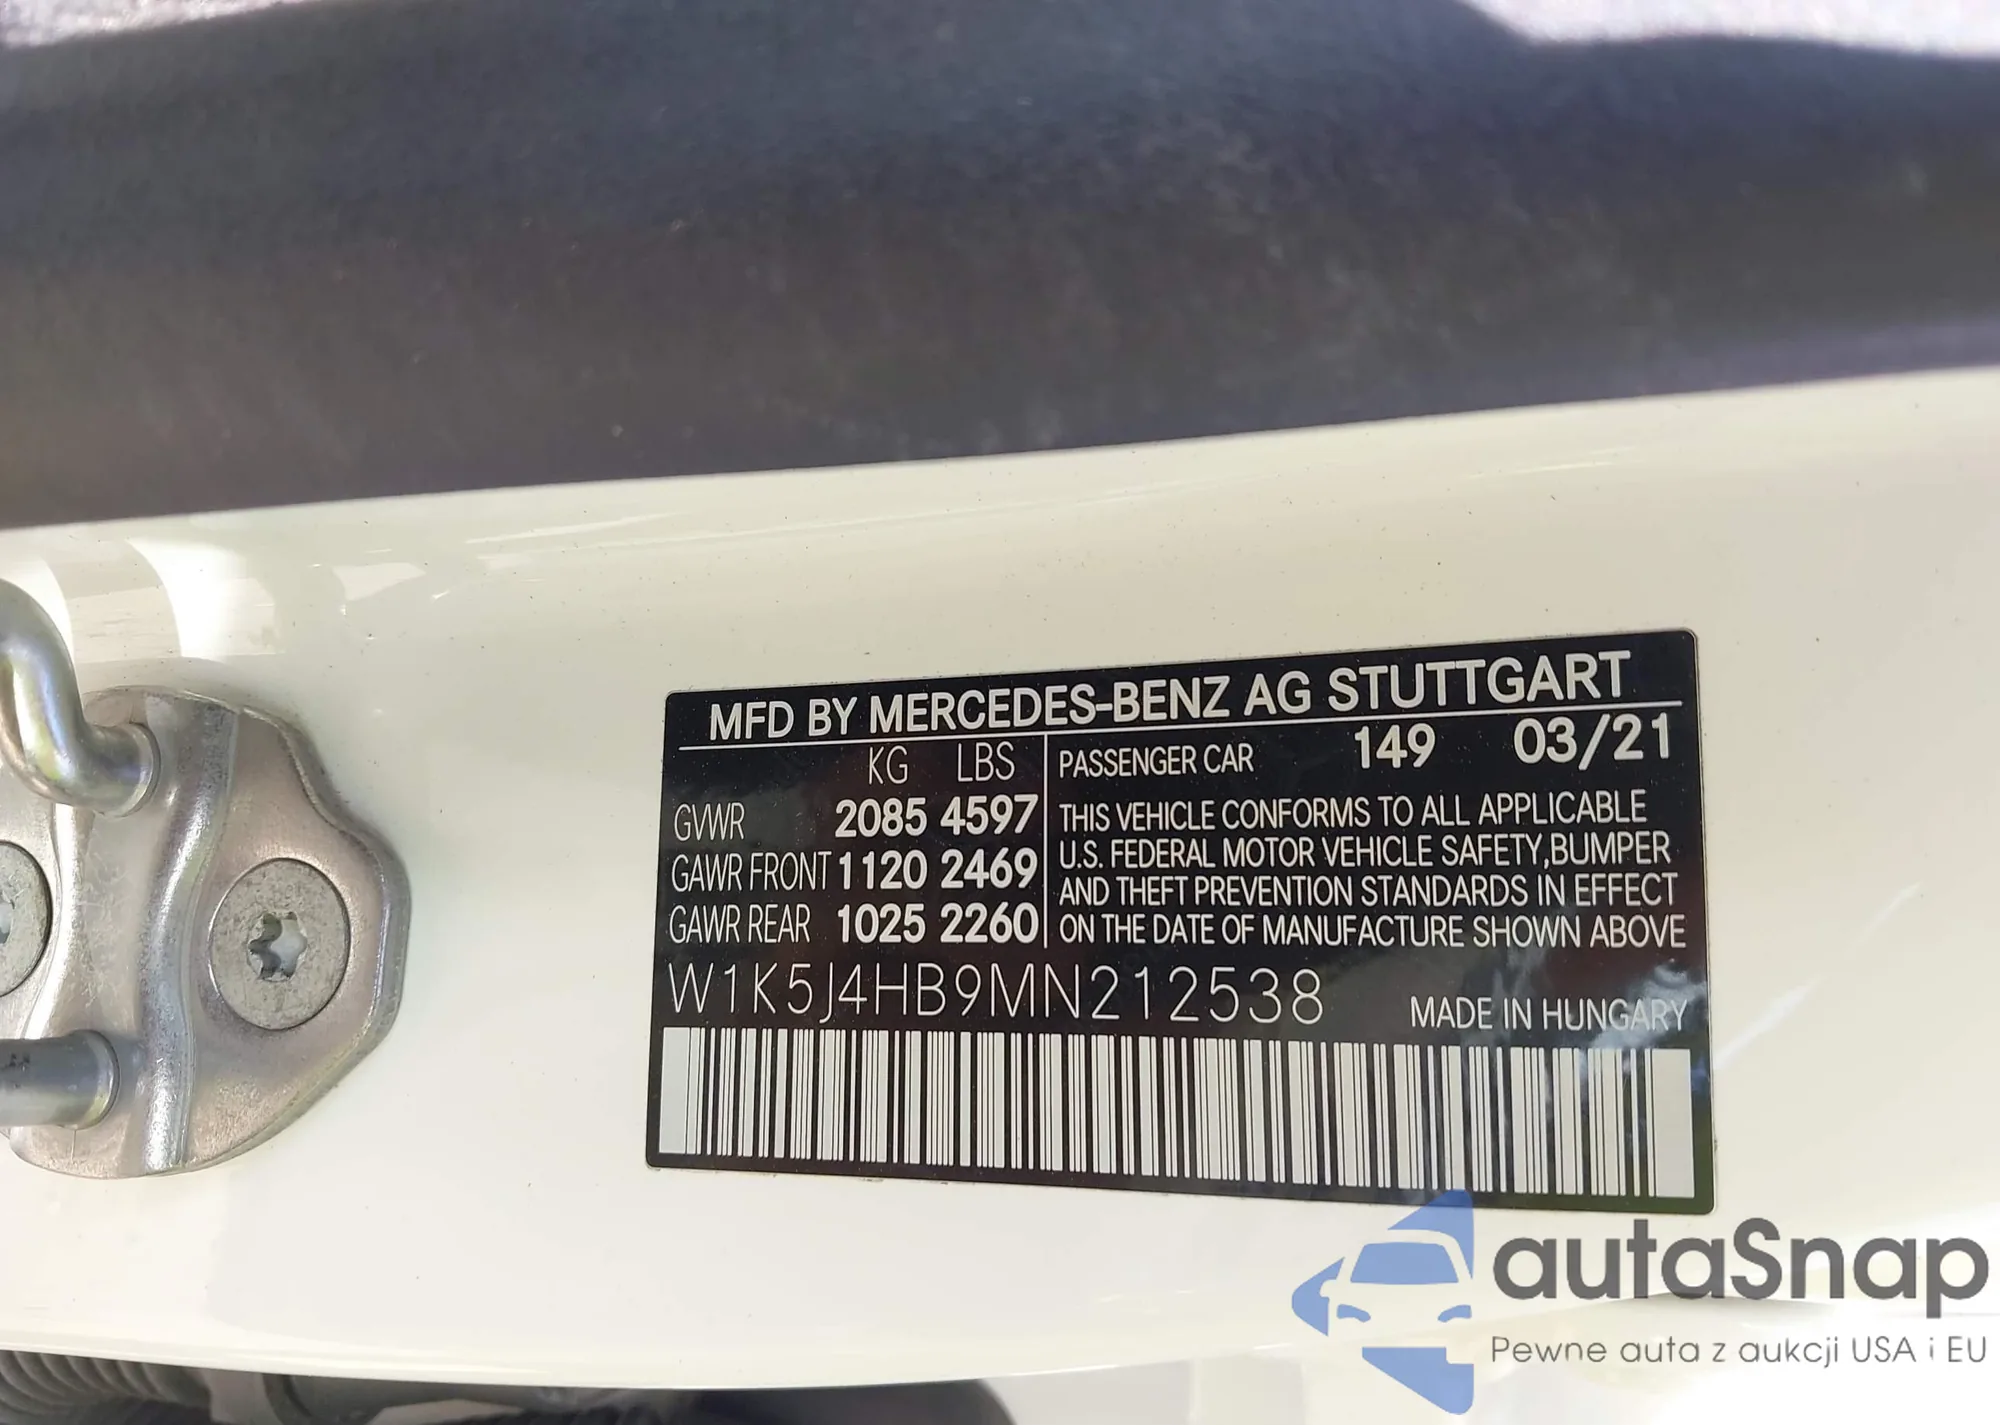 MFD BY MERCEDES-BENZ AG STUTTGART
KG LBS
GVWR 2085 4597
GAWR FRONT 1120 2469
GAWR REAR 1025 2260
PASSENGER CAR 149 03/21
THIS VEHICLE CONFORMS TO ALL APPLICABLE
U.S. FEDERAL MOTOR VEHICLE SAFETY,BUMPER
AND THEFT PREVENTION STANDARDS IN EFFECT
ON THE DATE OF MANUFACTURE SHOWN ABOVE
W1K5J4HB9MN212538 MADE IN HUNGARY
autaSnap
Pewne auta z aukcji USA i EU